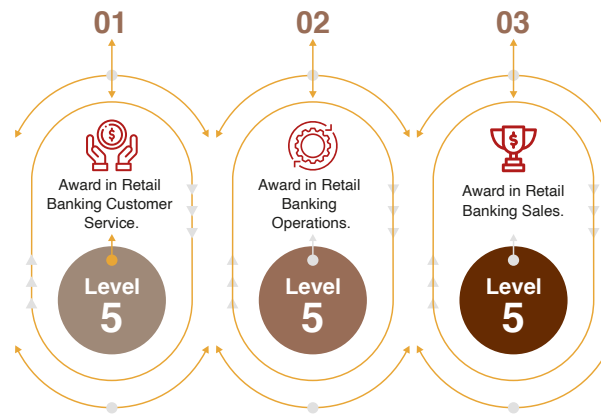 01
Award in Retail
Banking Customer
Service.
Level
5
02
Award in Retail
Banking
Operations.
Level
5
03
Award in Retail
Banking Sales.
Level
5